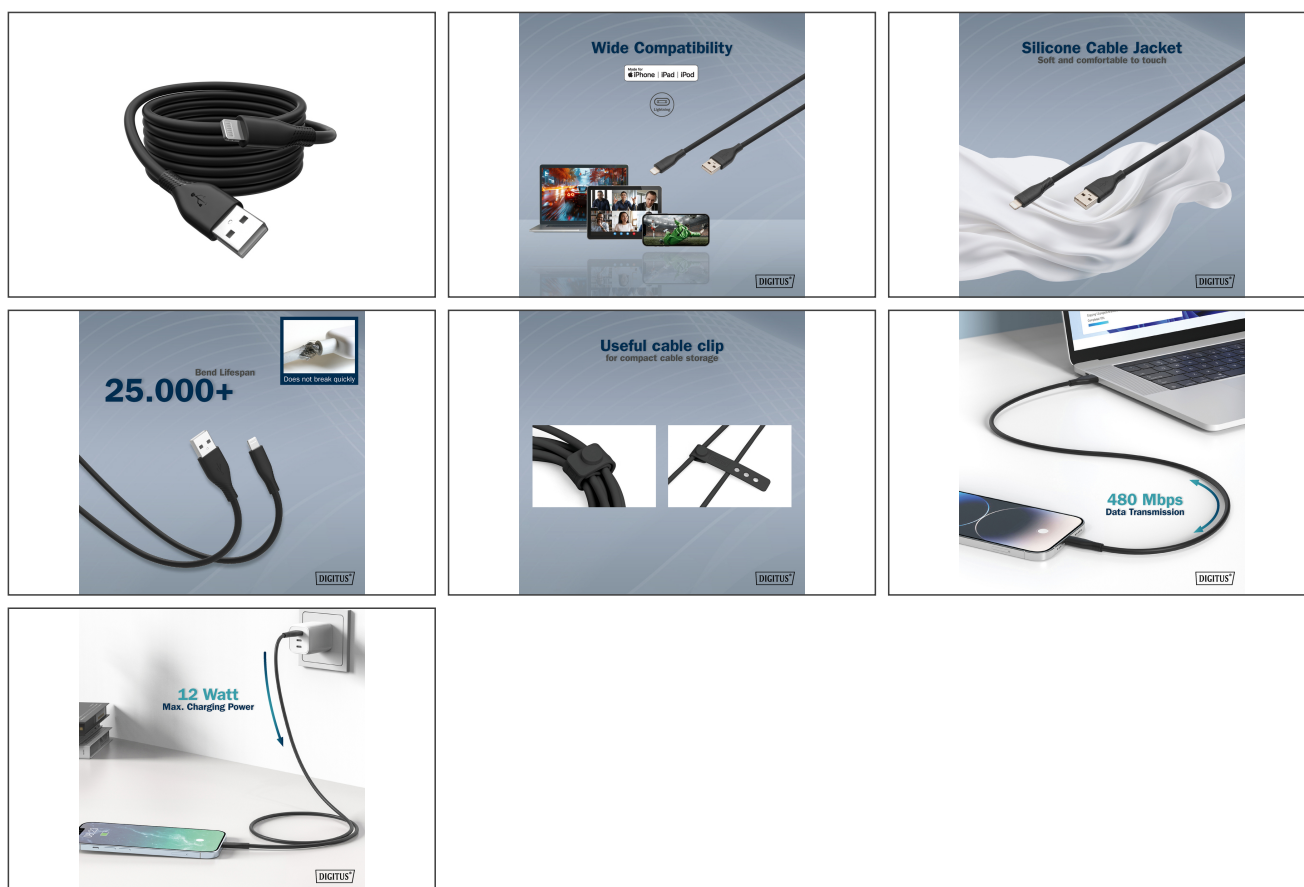 Wide Compatibility
Made for
iPhone | iPad | iPod
Lightning
DIGITUS®
Silicone Cable Jacket
Soft and comfortable to touch
DIGITUS®
Bend Lifespan
25.000+
Does not break quickly
DIGITUS®
Useful cable clip
for compact cable storage
DIGITUS®
480 Mbps
Data Transmission
DIGITUS®
12 Watt
Max. Charging Power
DIGITUS®